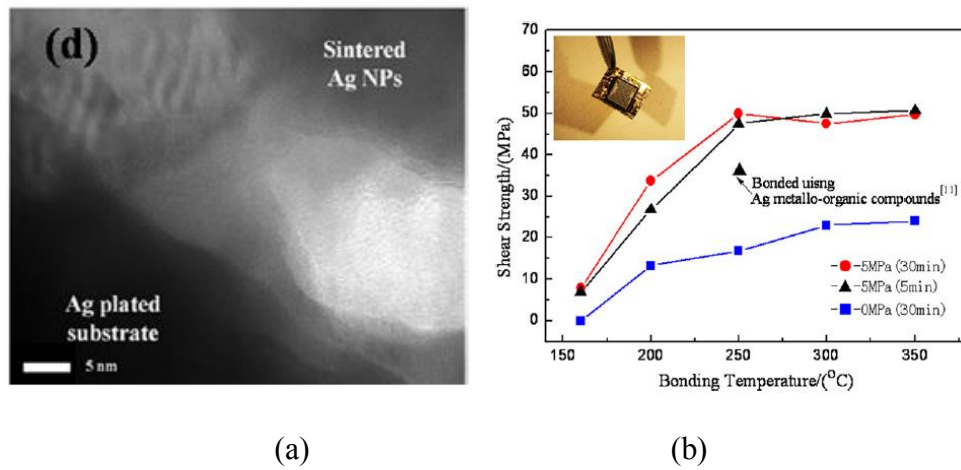 (d)
Sintered
Ag NPs
Ag plated
substrate
5 nm
(a)
60
50
40
30
20
10
0
Shear Strength/(MPa)
150
200
250
300
350
Bonding Temperature/(°C)
Bonded uisng
Ag metallo-organic compounds[11]
-5MPa(30min)
-5MPa(5min)
-0MPa(30min)
(b)